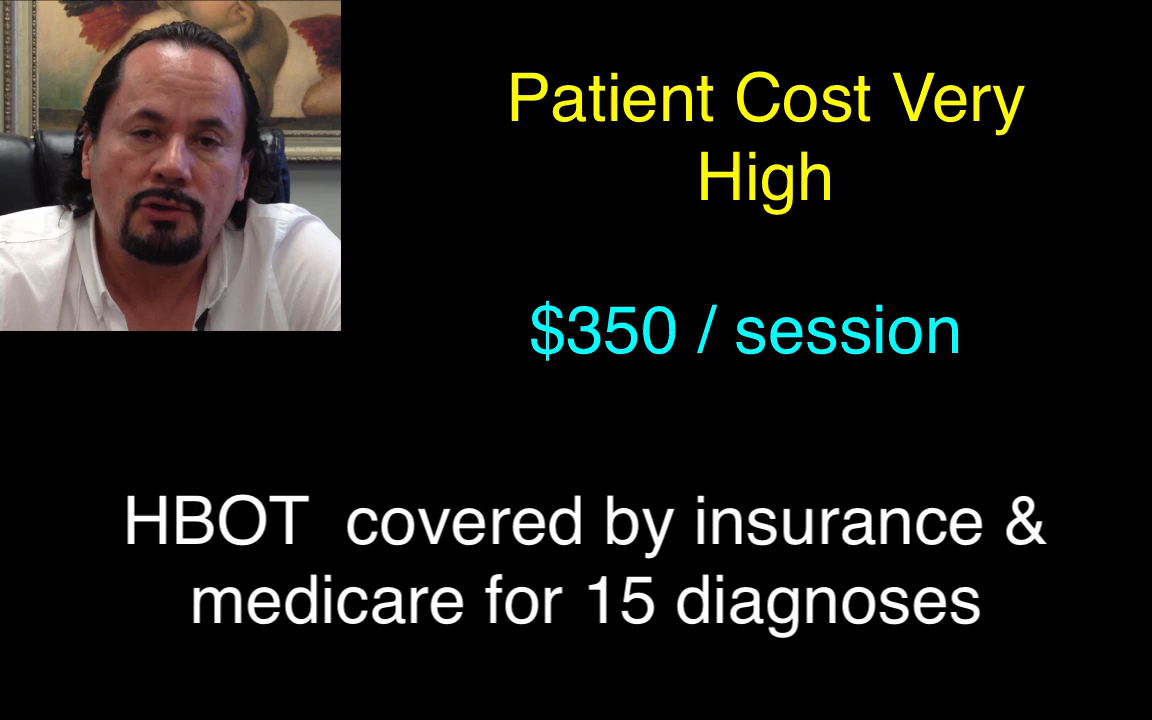 Patient Cost Very
High
$350 / session
HBOT  covered by insurance &
medicare for 15 diagnoses